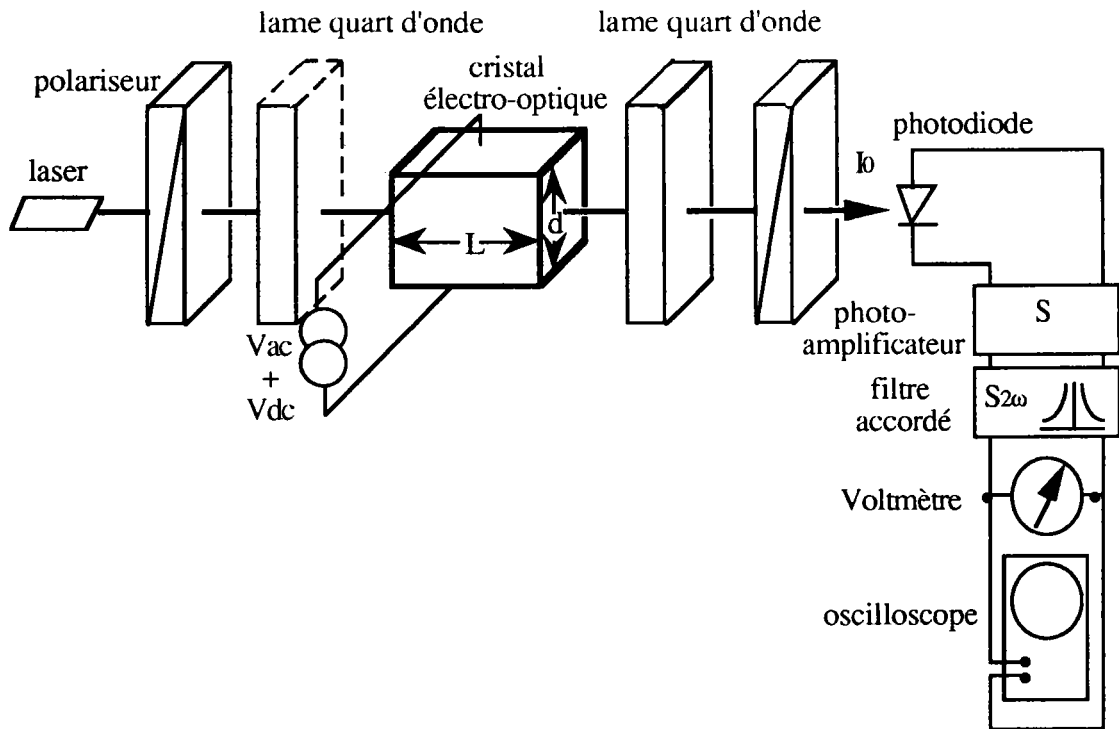 lame quart d'onde
lame quart d'onde
polariseur
cristal
électro-optique
photodiode
laser
I0
L
d
Vac
+
Vdc
photo-
amplificateur
S
filtre
accordé
S2ω
Voltmètre
oscilloscope